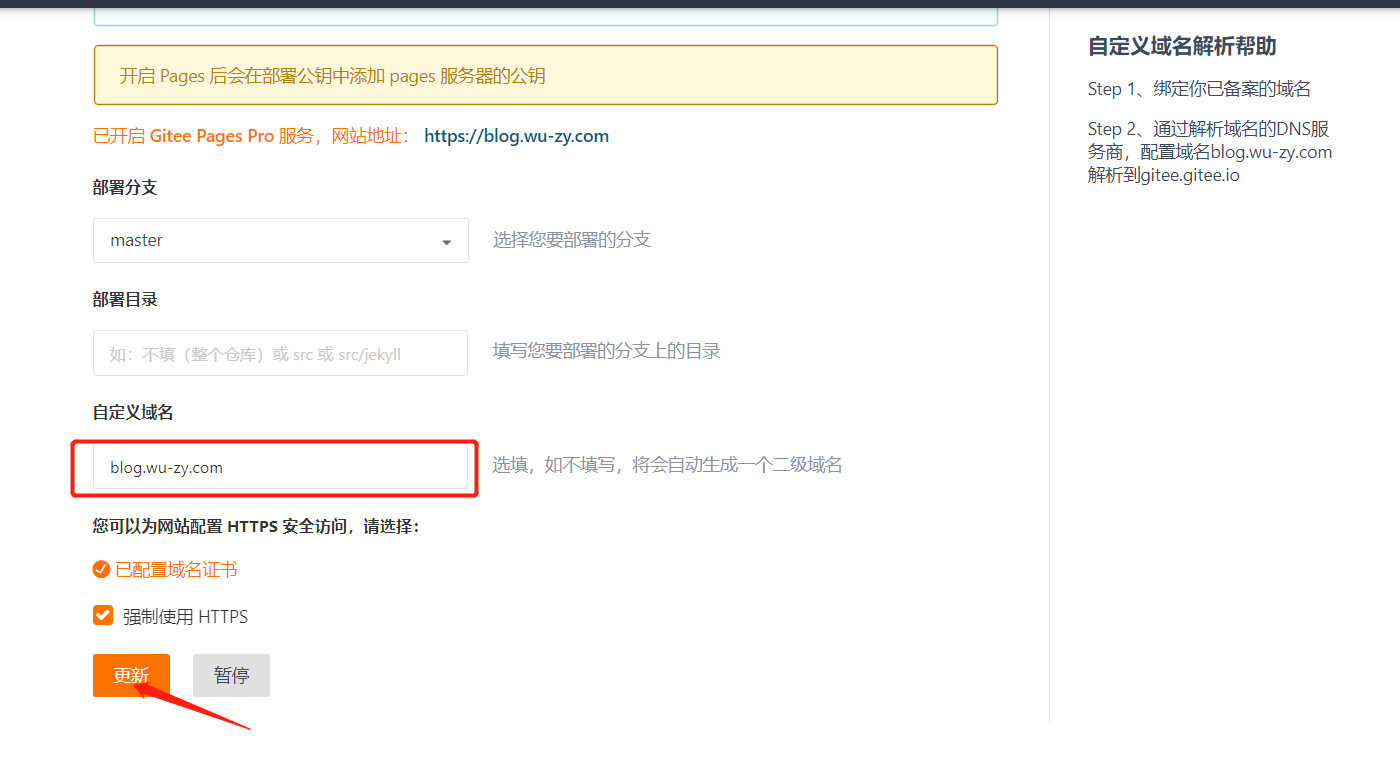 开启 Pages 后会在部署公钥中添加 pages 服务器的公钥
已开启 Gitee Pages Pro 服务，网站地址： https://blog.wu-zy.com
部署分支
master
选择您要部署的分支
部署目录
如：不填（整个仓库）或 src 或 src/jekyll
填写您要部署的分支上的目录
自定义域名
blog.wu-zy.com
选填，如不填写，将会自动生成一个二级域名
您可以为网站配置 HTTPS 安全访问，请选择：
已配置域名证书
强制使用 HTTPS
更新
暂停
自定义域名解析帮助
Step 1、绑定你已备案的域名
Step 2、通过解析域名的DNS服
务商，配置域名blog.wu-zy.com
解析到gitee.gitee.io